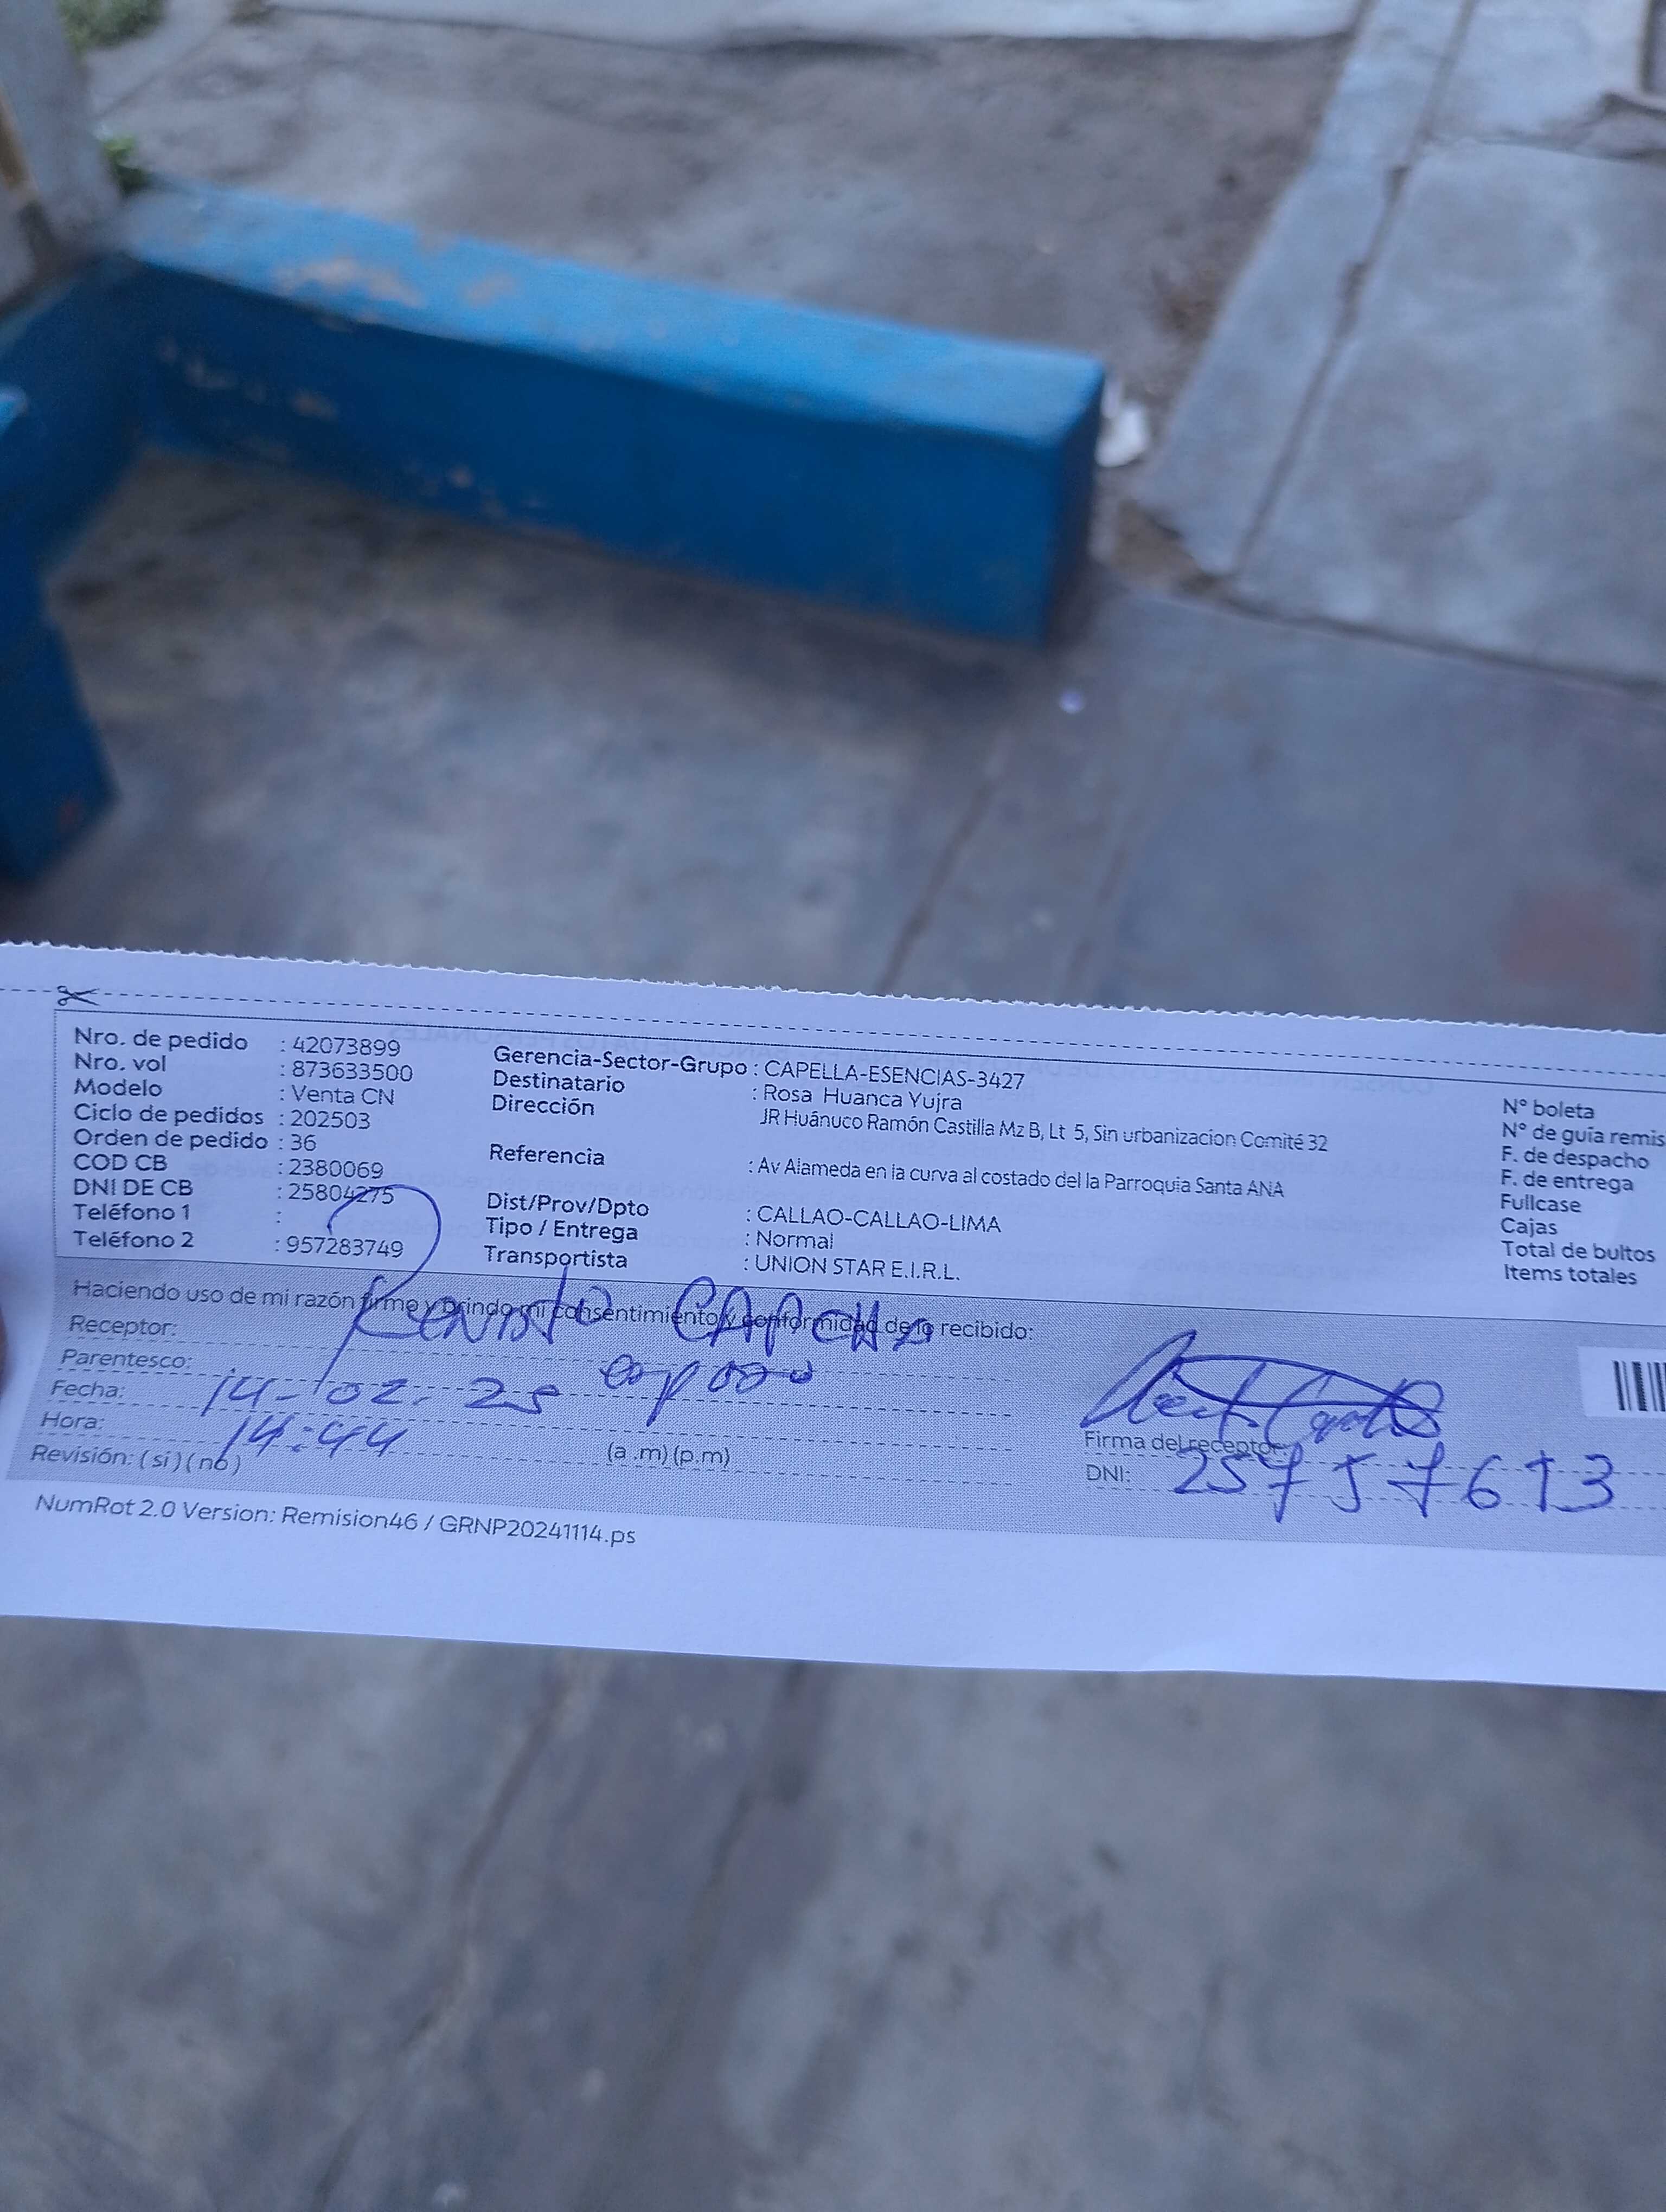 Nro. de pedido : 42073899
Nro. vol : 873633500
Modelo : Venta CN
Ciclo de pedidos : 202503
Orden de pedido : 36
COD CB : 2380069
DNI DE CB : 25804275
Teléfono 1 :
Teléfono 2 : 957283749
Gerencia-Sector-Grupo : CAPELLA-ESENCIAS-3427
Destinatario : Rosa Huanca Yujra
Dirección JR Huánuco Ramón Castilla Mz B, Lt 5, Sin urbanizacion Comité 32
Referencia : Av Alameda en la curva al costado del la Parroquia Santa ANA
Dist/Prov/Dpto : CALLAO-CALLAO-LIMA
Tipo / Entrega : Normal
Transportista : UNION STAR E.I.R.L.
N° boleta
N° de guía remis
F. de despacho
F. de entrega
Fullcase
Cajas
Total de bultos
Items totales
Haciendo uso de mi razón firmo y brindo mi consentimiento y conformidad de lo recibido:
Receptor: CAPCHA
Parentesco: esposo
Fecha: 14-02-25
Hora: 14:44 (a .m) (p.m)
Revisión: ( si ) ( no )
Firma del receptor:
DNI: 25757613
NumRot 2.0 Version: Remision46 / GRNP20241114.ps